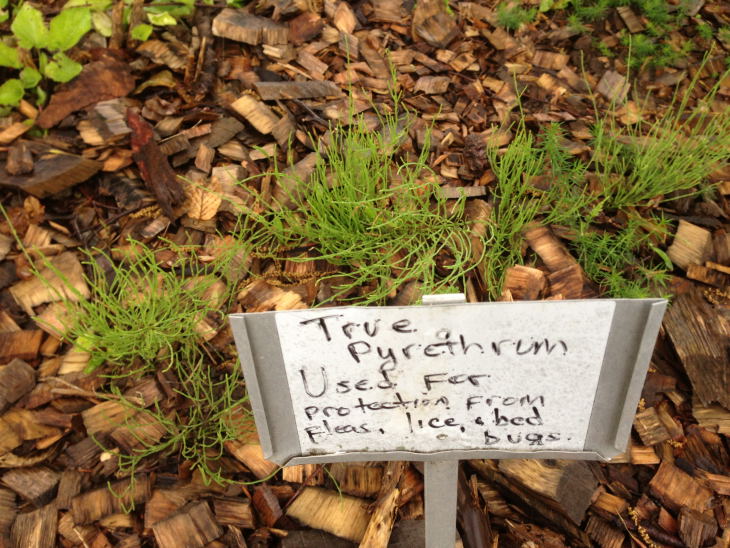 True
Pyrethrum
Used For
protection From
fleas, lice, & bed
bugs.